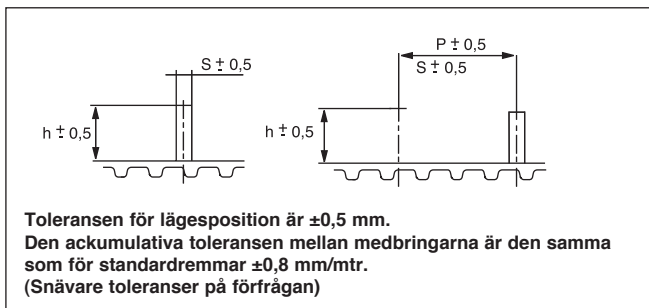 S ± 0,5
h ± 0,5
P ± 0,5
S ± 0,5
h ± 0,5
Toleransen för lägesposition är ±0,5 mm.
Den ackumulativa toleransen mellan medbringarna är den samma
som för standardremmar ±0,8 mm/mtr.
(Snävare toleranser på förfrågan)